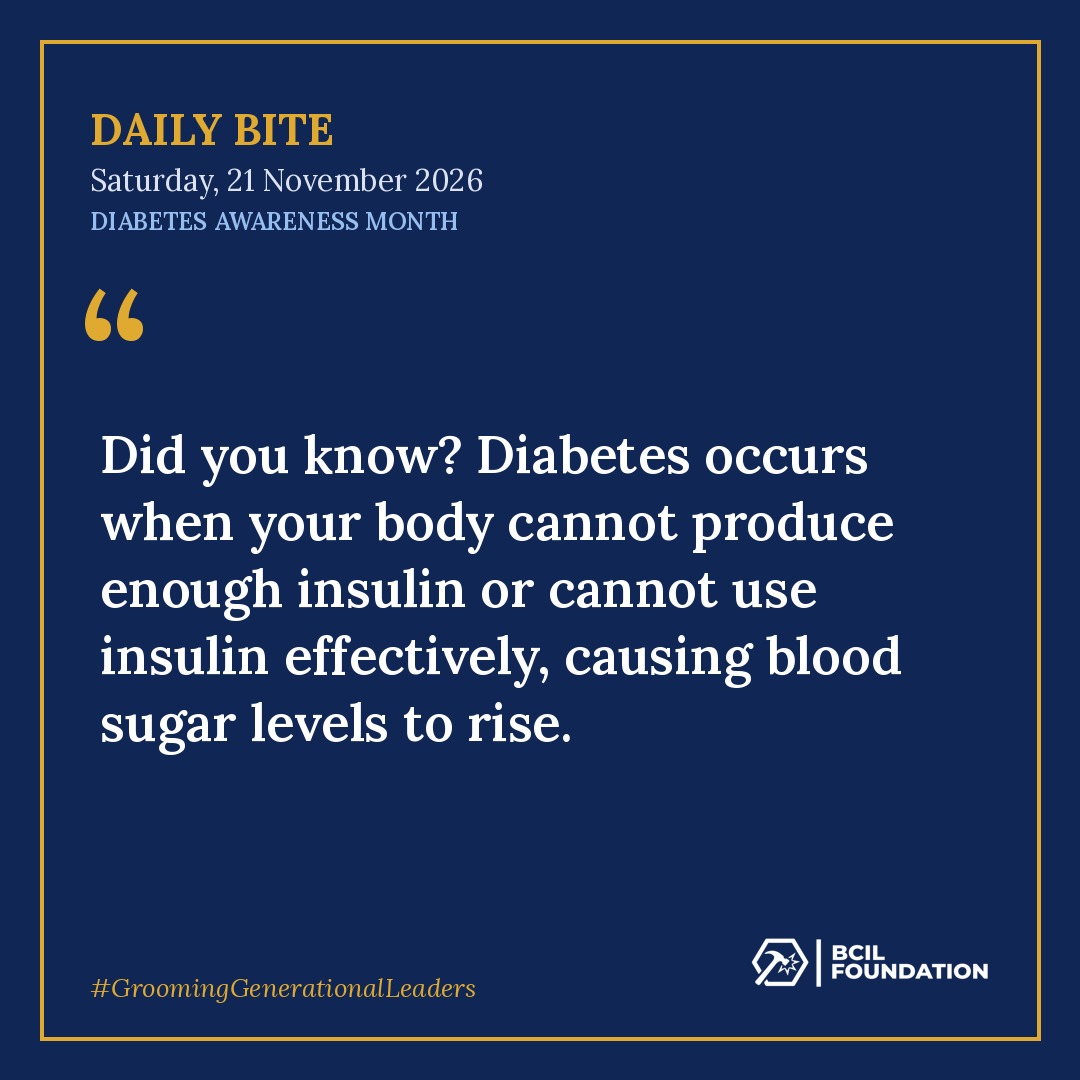 DAILY BITE
Saturday, 21 November 2026
DIABETES AWARENESS MONTH
“
Did you know? Diabetes occurs
when your body cannot produce
enough insulin or cannot use
insulin effectively, causing blood
sugar levels to rise.
#GroomingGenerationalLeaders
BCIL
FOUNDATION